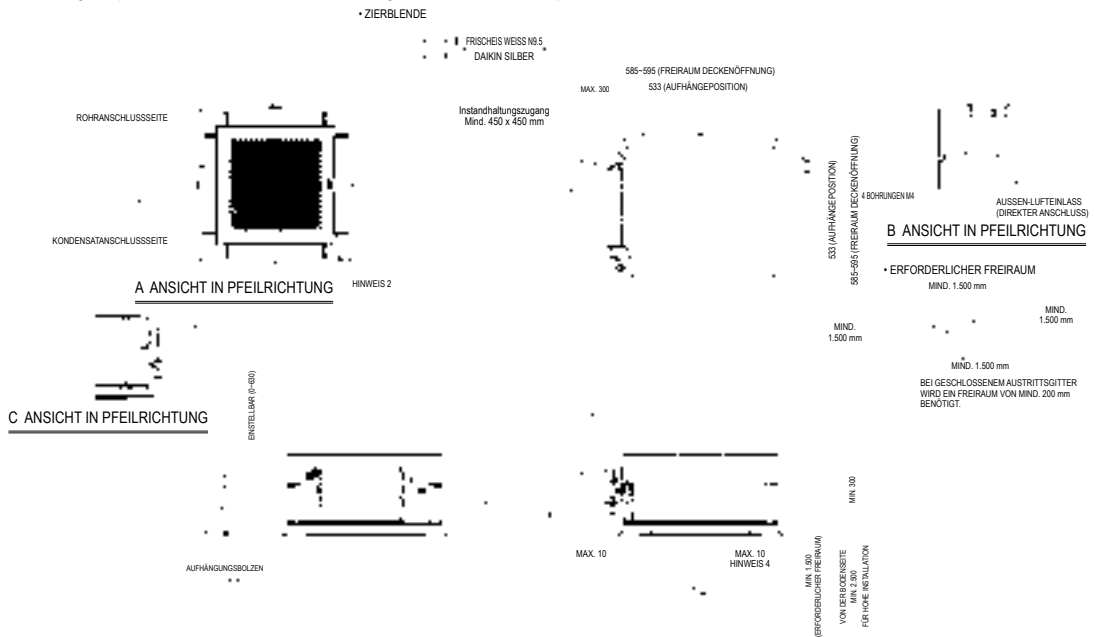 • ZIERBLENDE
FRISCHEIS WEISS N9.5
DAIKIN SILBER
585~595 (FREIRAUM DECKENÖFFNUNG)
MAX. 300
533 (AUFHÄNGEPOSITION)
ROHRANSCHLUSSSEITE
Instandhaltungszugang
Mind. 450 x 450 mm
KONDENSATANSCHLUSSSEITE
533 (AUFHÄNGEPOSITION)
585~595 (FREIRAUM DECKENÖFFNUNG)
4 BOHRUNGEN M4
AUSSEN-LUFTEINLASS
(DIREKTER ANSCHLUSS)
B ANSICHT IN PFEILRICHTUNG
A ANSICHT IN PFEILRICHTUNG
HINWEIS 2
• ERFORDERLICHER FREIRAUM
MIND. 1.500 mm
MIND.
1.500 mm
MIND.
1.500 mm
MIND. 1.500 mm
BEI GESCHLOSSENEM AUSTRITTSGITTER
WIRD EIN FREIRAUM VON MIND. 200 mm
BENÖTIGT.
C ANSICHT IN PFEILRICHTUNG
EINSTELLBAR (0~630)
AUFHÄNGUNGSBOLZEN
MAX. 10
MAX. 10
HINWEIS 4
MIN. 300
MIN. 1.500
(ERFORDERLICHER FREIRAUM)
VON DER BODENSEITE
MIN. 2.500
FÜR HOHE INSTALLATION